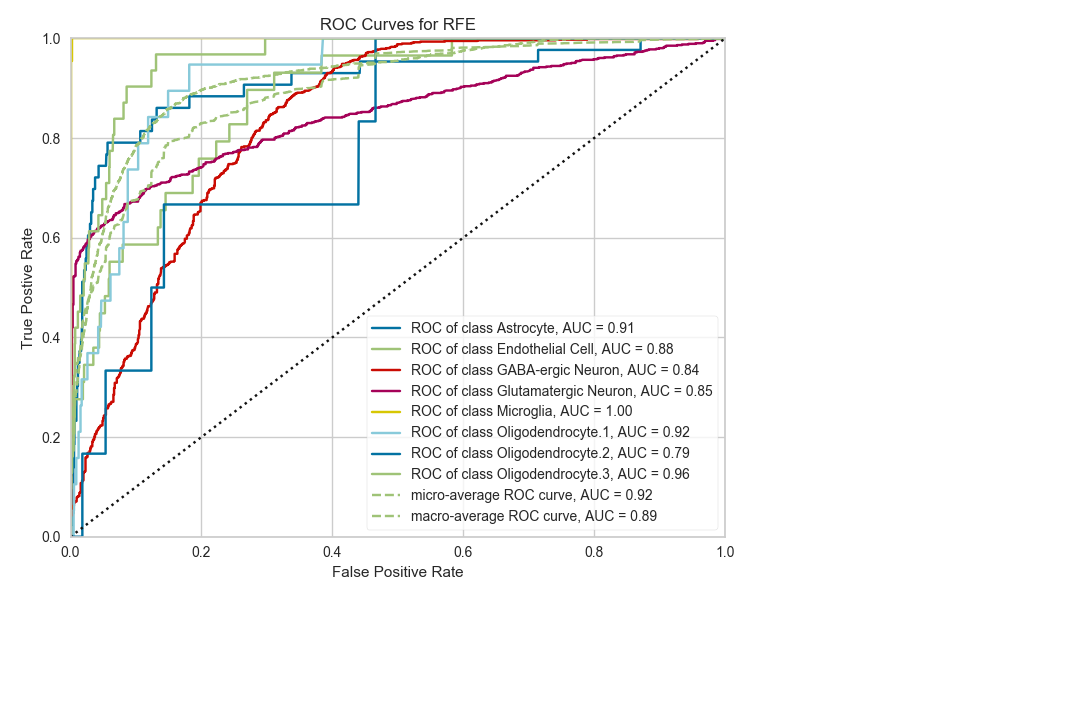 ROC Curves for RFE
1.0
0.8
0.6
0.4
0.2
0.0
True Postive Rate
ROC of class Astrocyte, AUC = 0.91
ROC of class Endothelial Cell, AUC = 0.88
ROC of class GABA-ergic Neuron, AUC = 0.84
ROC of class Glutamatergic Neuron, AUC = 0.85
ROC of class Microglia, AUC = 1.00
ROC of class Oligodendrocyte.1, AUC = 0.92
ROC of class Oligodendrocyte.2, AUC = 0.79
ROC of class Oligodendrocyte.3, AUC = 0.96
micro-average ROC curve, AUC = 0.92
macro-average ROC curve, AUC = 0.89
0.0 0.2 0.4 0.6 0.8 1.0
False Positive Rate